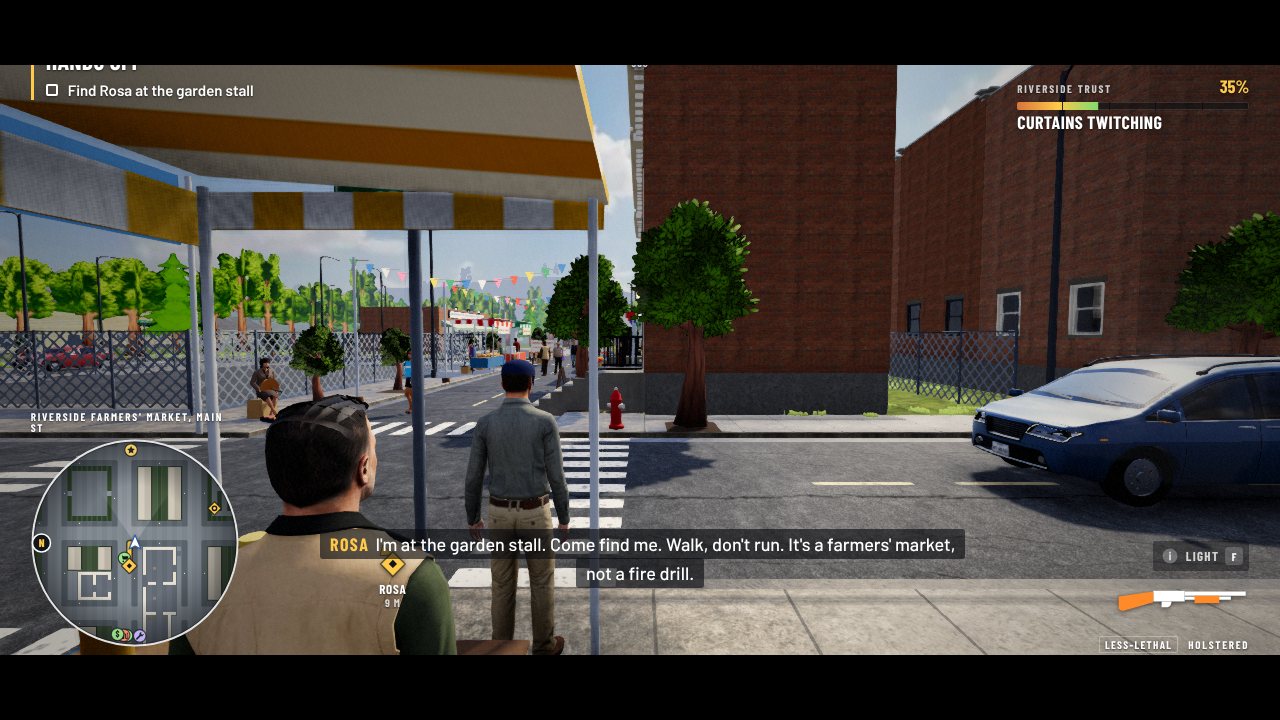 Find Rosa at the garden stall
RIVERSIDE TRUST
35%
CURTAINS TWITCHING
RIVERSIDE FARMERS' MARKET, MAIN
ST
N
ROSA I'm at the garden stall. Come find me. Walk, don't run. It's a farmers' market,
not a fire drill.
ROSA
9 M
LIGHT F
LESS-LETHAL HOLSTERED